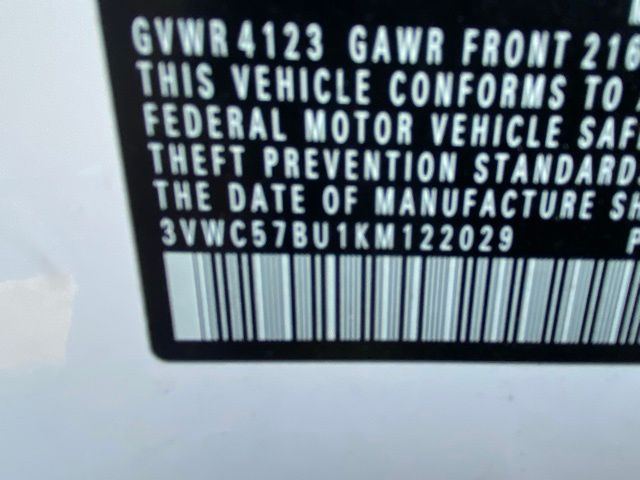 GVWR 4123 GAWR FRONT 216
THIS VEHICLE CONFORMS TO
FEDERAL MOTOR VEHICLE SAF
THEFT PREVENTION STANDARDS
THE DATE OF MANUFACTURE SH
3VWC57BU1KM122029